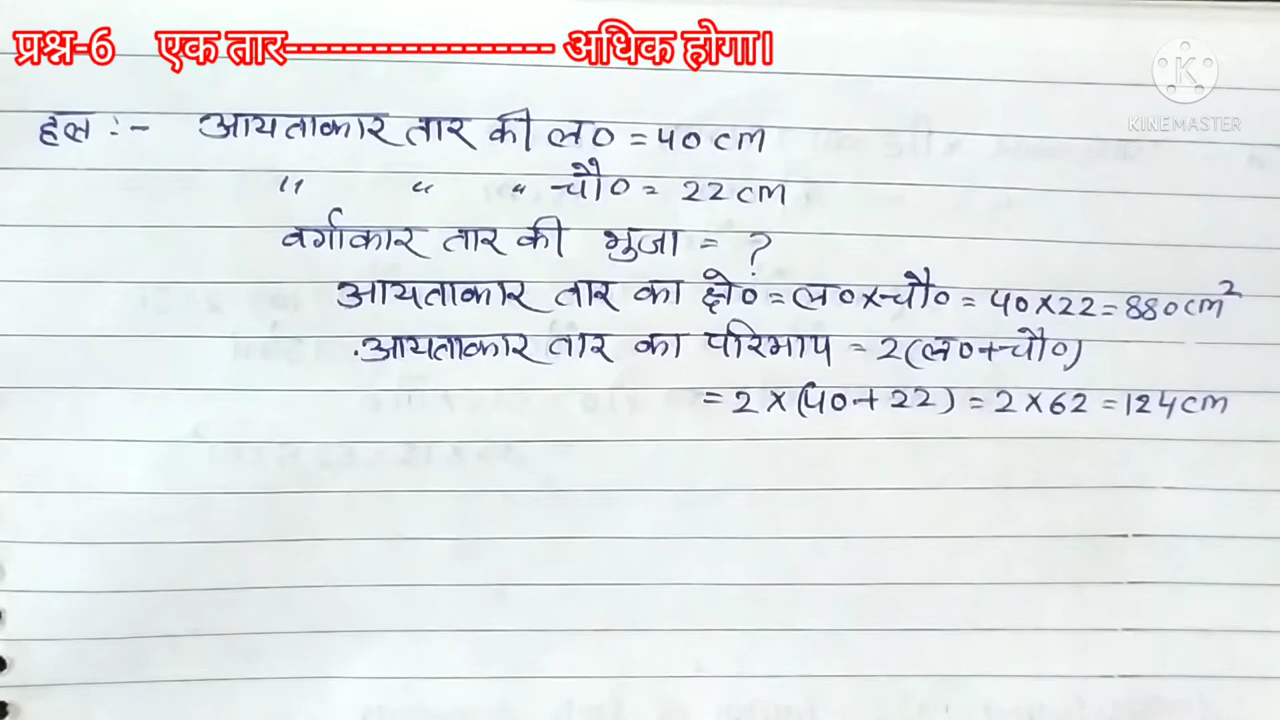 प्रश्न-6 एक तार------------------ अधिक होगा।
K
KINEMASTER
हल :- आयताकार तार की ल० = 40 cm
" " " चौ० = 22 cm
वर्गाकार तार की भुजा = ?
आयताकार तार का क्षे० = ल०×चौ० = 40×22 = 880 cm²
.आयताकार तार का परिमाप = 2(ल०+चौ०)
= 2×(40+22) = 2×62 = 124 cm